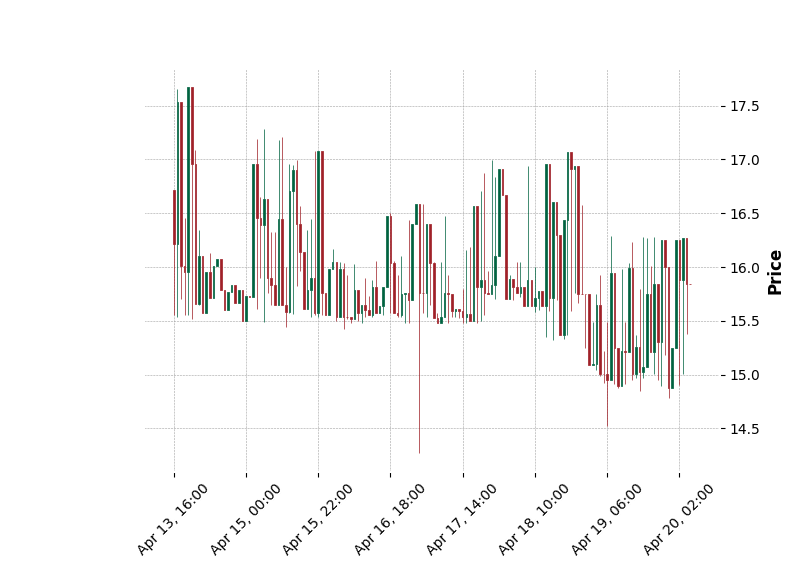 17.5
17.0
16.5
16.0
15.5
15.0
14.5
Price
Apr 13, 16:00
Apr 15, 00:00
Apr 15, 22:00
Apr 16, 18:00
Apr 17, 14:00
Apr 18, 10:00
Apr 19, 06:00
Apr 20, 02:00